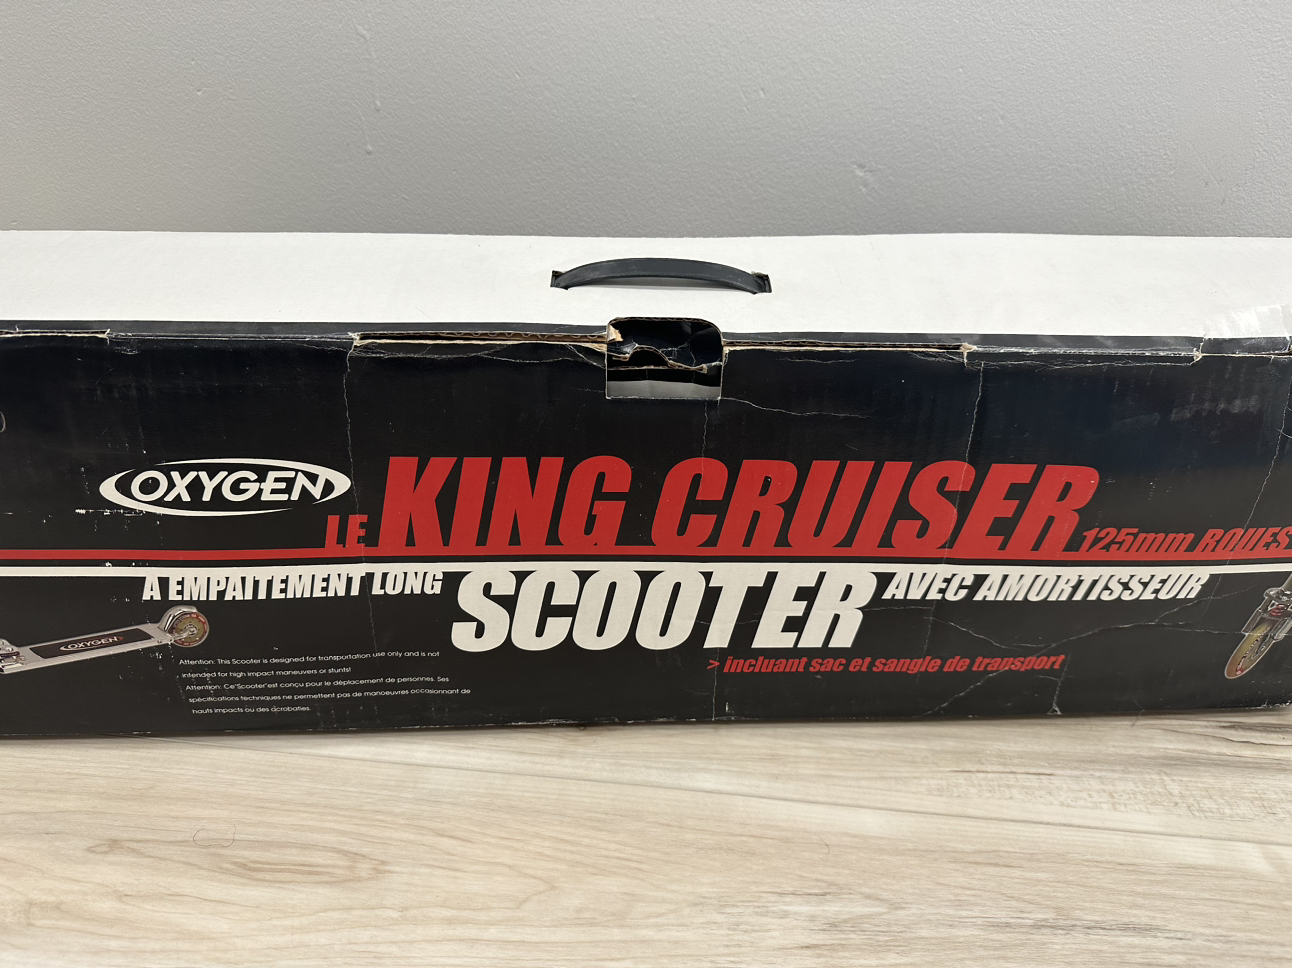 OXYGEN
LE KING CRUISER 125mm ROUES
A EMPAITEMENT LONG SCOOTER AVEC AMORTISSEUR
> incluant sac et sangle de transport
OXYGEN
Attention: This Scooter is designed for transportation use only and is not
intended for high impact maneuvers or stunts!
Attention: Ce"Scooter"est conçu pour le déplacement de personnes. Ses
spécifications techniques ne permettent pas de manoeuvres occasionnant de
hauts impacts ou des acrobaties.